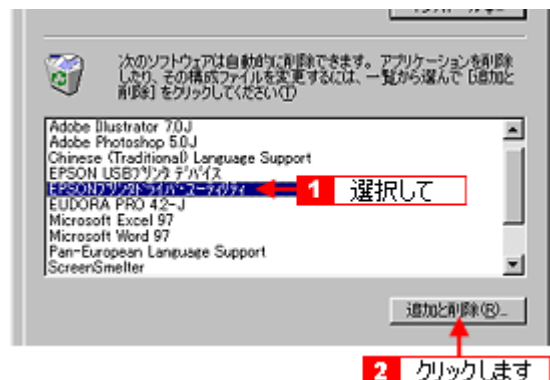 次のソフトウェアは自動的に削除できます。アプリケーションを削除
したり、その構成ファイルを変更するには、一覧から選んで [追加と
削除] をクリックしてください(T)
Adobe Illustrator 7.0J
Adobe Photoshop 5.0J
Chinese (Traditional) Language Support
EPSON USBプリンタ デバイス
EPSONプリンタドライバ・ユーティリティ
1 選択して
EUDORA PRO 4.2-J
Microsoft Excel 97
Microsoft Word 97
Pan-European Language Support
ScreenSmelter
追加と削除(R)...
2 クリックします